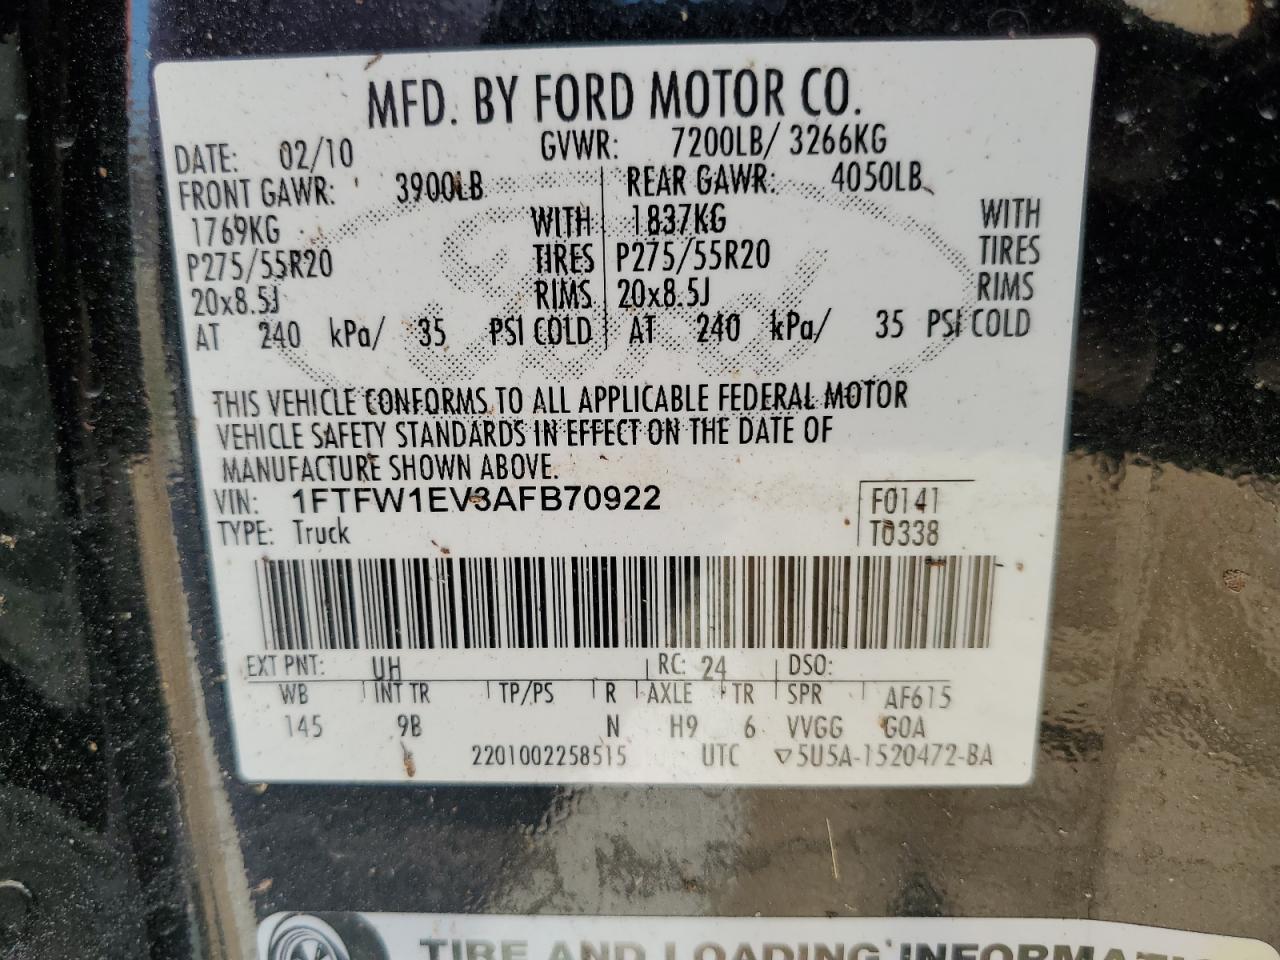 MFD. BY FORD MOTOR CO.
DATE: 02/10 GVWR: 7200LB/ 3266KG
FRONT GAWR: 3900LB REAR GAWR: 4050LB
1769KG WITH 1837KG WITH
P275/55R20 TIRES P275/55R20 TIRES
20x8.5J RIMS 20x8.5J RIMS
AT 240 kPa/ 35 PSI COLD AT 240 kPa/ 35 PSI COLD
THIS VEHICLE CONFORMS TO ALL APPLICABLE FEDERAL MOTOR
VEHICLE SAFETY STANDARDS IN EFFECT ON THE DATE OF
MANUFACTURE SHOWN ABOVE.
VIN: 1FTFW1EV3AFB70922 F0141
TYPE: Truck T0338
EXT PNT: UH RC: 24 DSO:
WB INT TR TP/PS R AXLE TR SPR AF615
145 9B N H9 6 VVGG GOA
2201002258515 UTC ▽5U5A-1520472-BA
TIRE AND LOADING INFORMATI